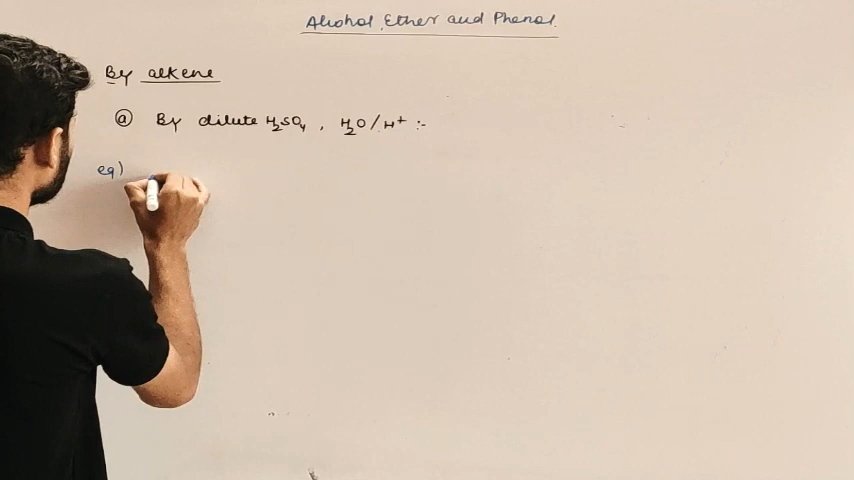 Alcohol, Ether and Phenol.
By alkene
ⓐ By dilute H₂SO₄ , H₂O/H⁺ :-
eg)